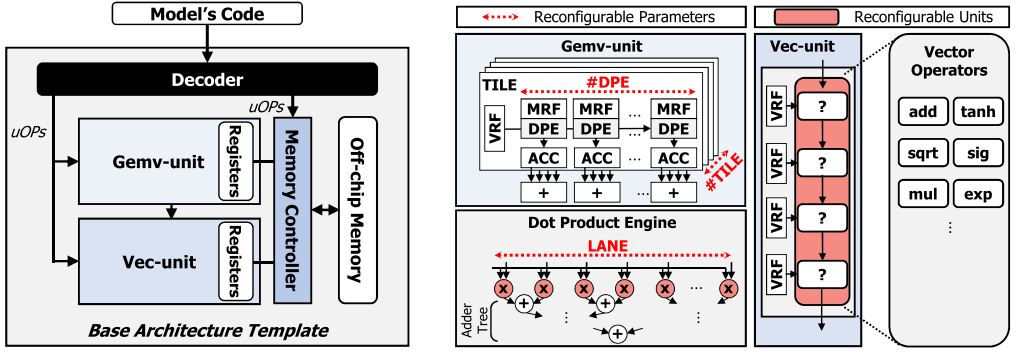 Model's Code
Decoder
uOPs
uOPs
Gemv-unit
Registers
Vec-unit
Registers
Memory Controller
Off-chip Memory
Base Architecture Template
Reconfigurable Parameters
Gemv-unit
TILE
#DPE
VRF
MRF MRF MRF
DPE DPE ... DPE
ACC ACC ... ACC
+ + ... +
#TILE
Dot Product Engine
LANE
x x x x x ... x
+ +
+
Adder
Tree
Reconfigurable Units
Vec-unit
VRF ?
VRF ?
VRF ?
VRF ?
Vector
Operators
add tanh
sqrt sig
mul exp
...